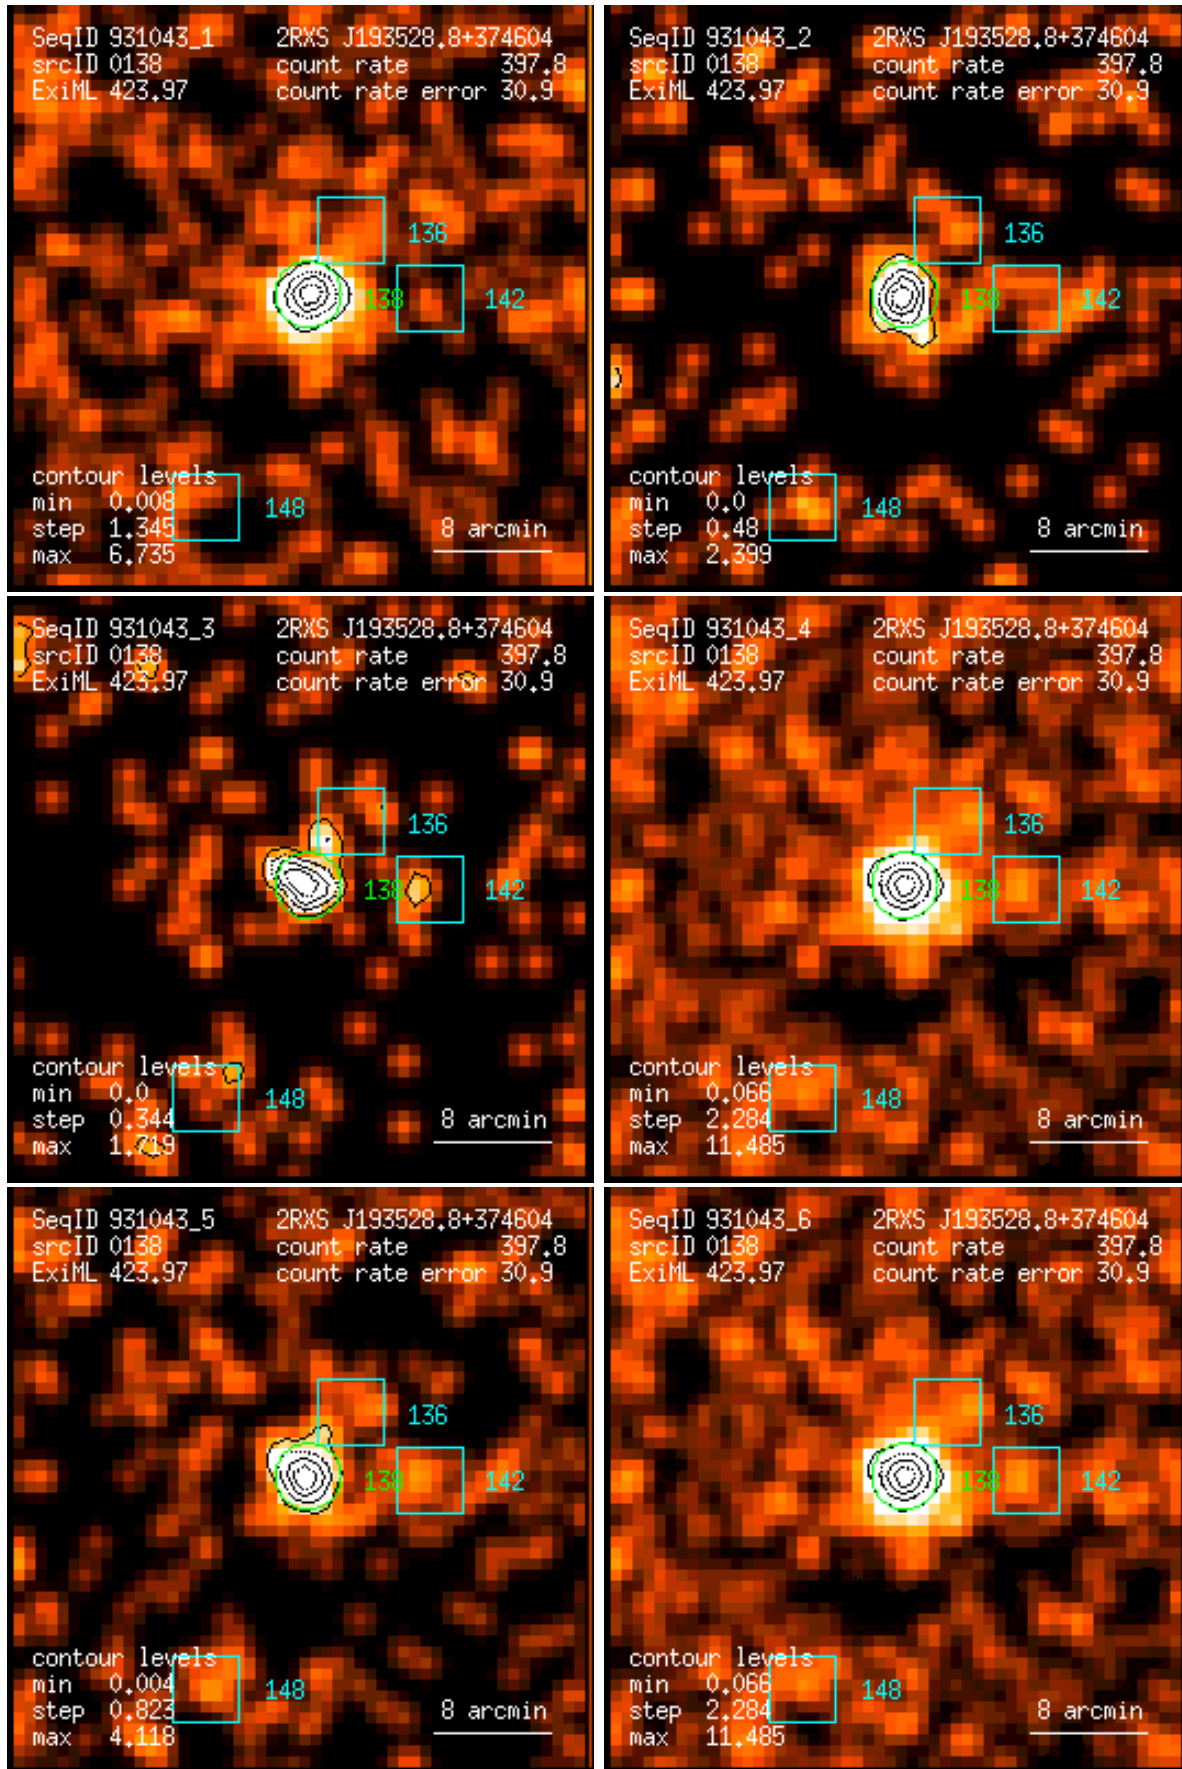 SeqID 931043_1 2RXS J193528.8+374604
srcID 0138 count rate 397.8
ExiML 423.97 count rate error 30.9
136
138 142
contour levels
min 0.008 148
step 1.345 8 arcmin
max 6.735
SeqID 931043_2 2RXS J193528.8+374604
srcID 0138 count rate 397.8
ExiML 423.97 count rate error 30.9
136
138 142
contour levels
min 0.0 148
step 0.48 8 arcmin
max 2.399
SeqID 931043_3 2RXS J193528.8+374604
srcID 0138 count rate 397.8
ExiML 423.97 count rate error 30.9
136
138 142
contour levels
min 0.0 148
step 0.344 8 arcmin
max 1.719
SeqID 931043_4 2RXS J193528.8+374604
srcID 0138 count rate 397.8
ExiML 423.97 count rate error 30.9
136
138 142
contour levels
min 0.066 148
step 2.284 8 arcmin
max 11.485
SeqID 931043_5 2RXS J193528.8+374604
srcID 0138 count rate 397.8
ExiML 423.97 count rate error 30.9
136
138 142
contour levels
min 0.004 148
step 0.823 8 arcmin
max 4.118
SeqID 931043_6 2RXS J193528.8+374604
srcID 0138 count rate 397.8
ExiML 423.97 count rate error 30.9
136
138 142
contour levels
min 0.066 148
step 2.284 8 arcmin
max 11.485